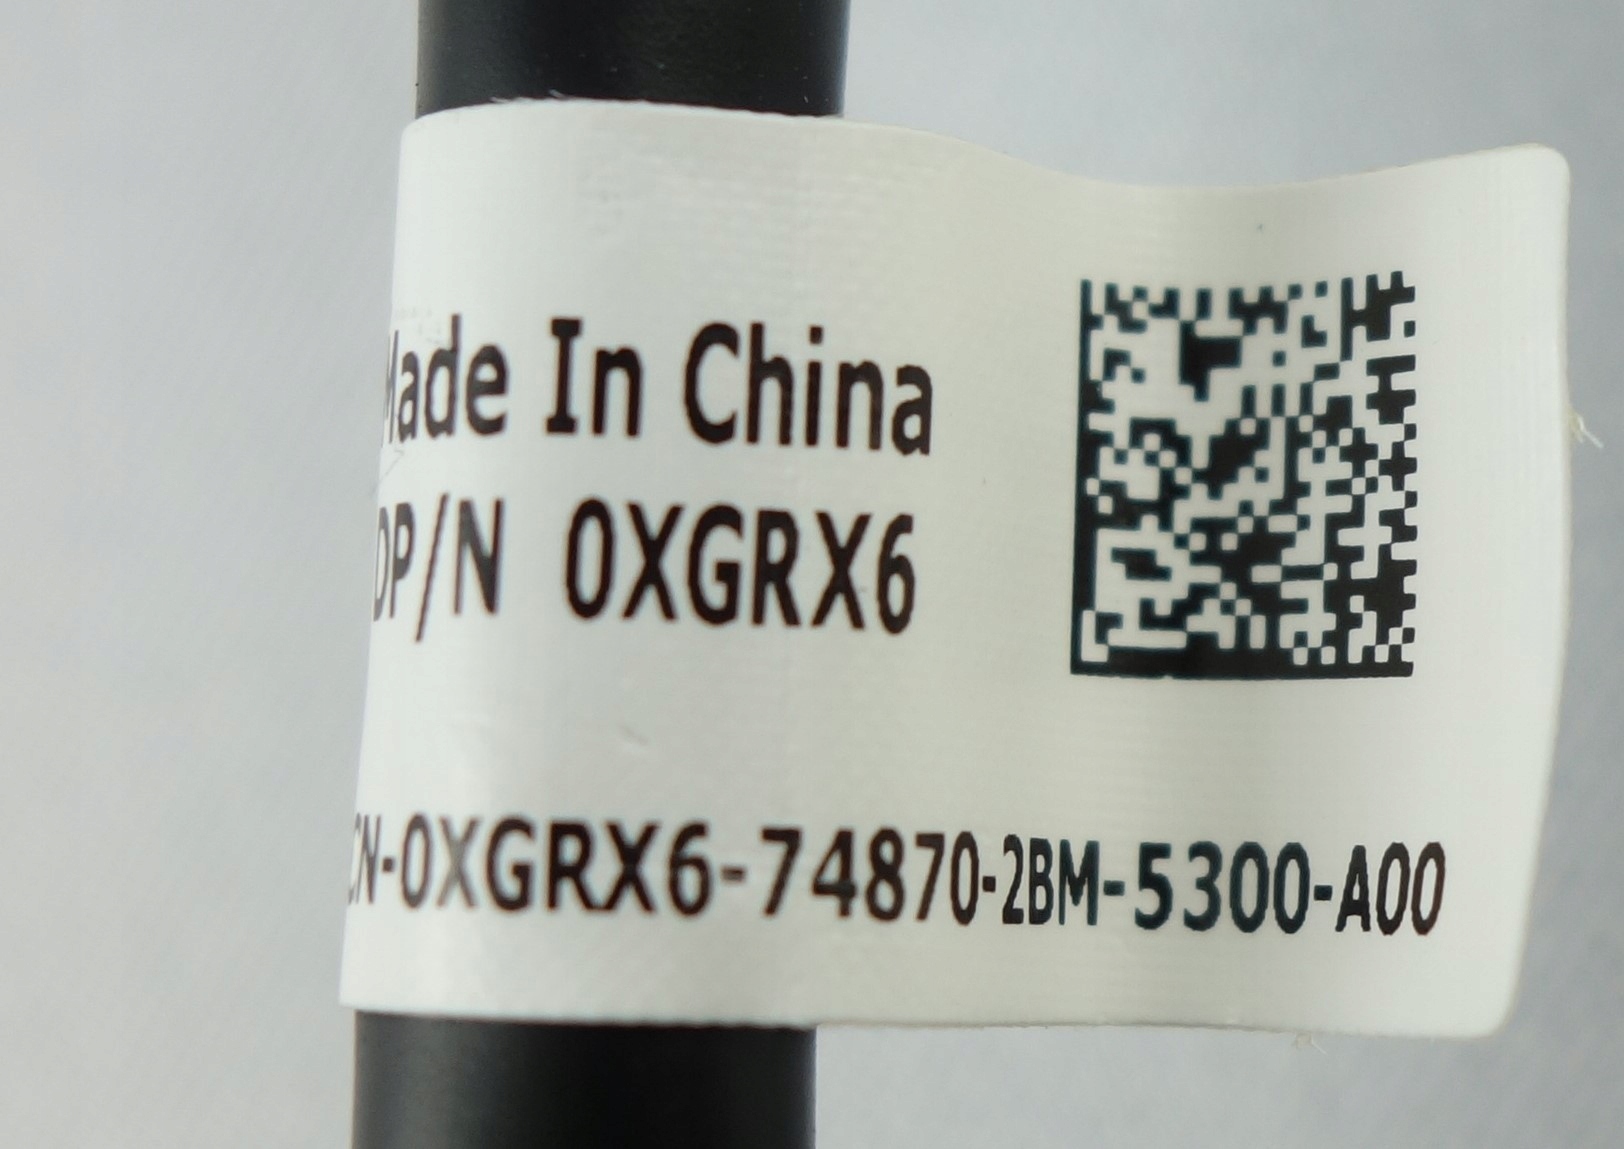 Made In China
DP/N 0XGRX6
CN-0XGRX6-74870-2BM-5300-A00